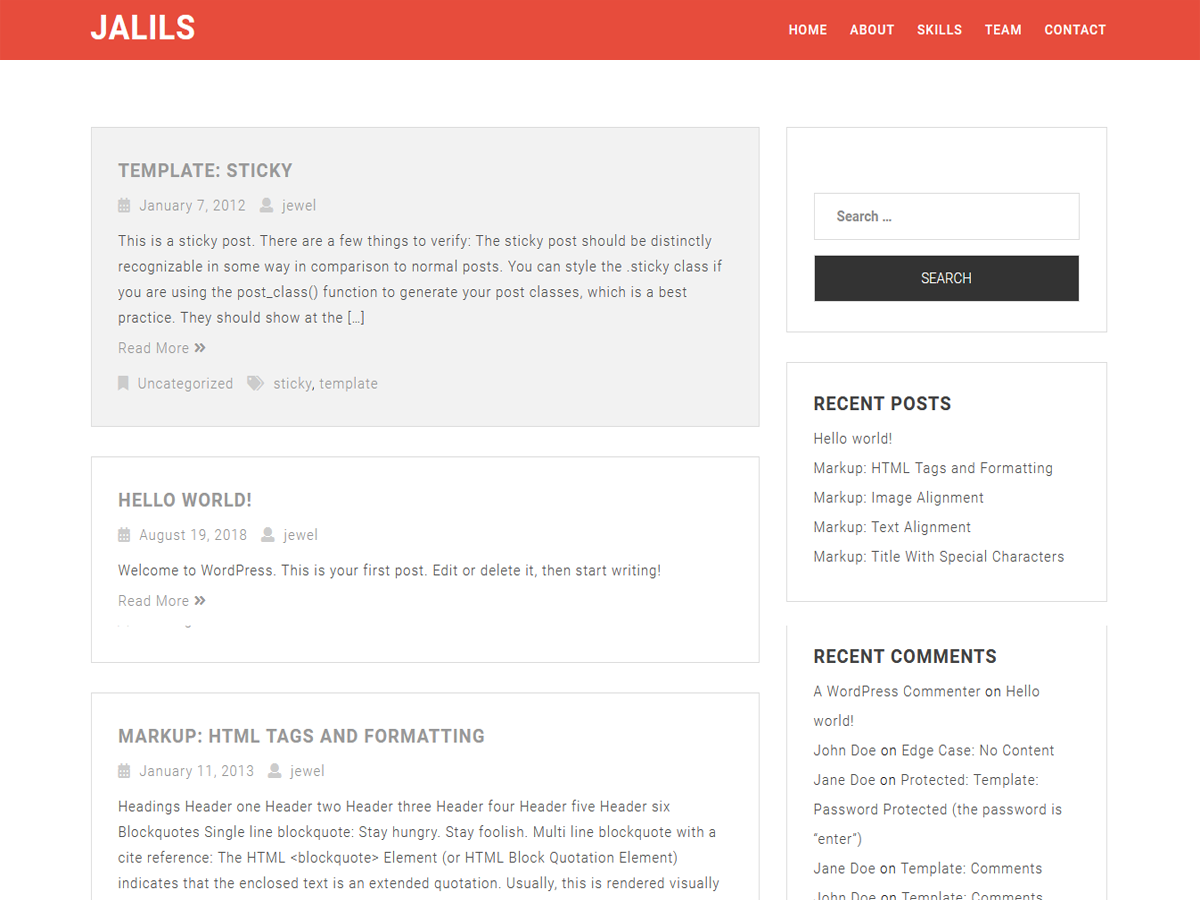 JALILS
HOME ABOUT SKILLS TEAM CONTACT
TEMPLATE: STICKY
January 7, 2012 jewel
This is a sticky post. There are a few things to verify: The sticky post should be distinctly
recognizable in some way in comparison to normal posts. You can style the .sticky class if
you are using the post_class() function to generate your post classes, which is a best
practice. They should show at the […]
Read More »
Uncategorized sticky, template
HELLO WORLD!
August 19, 2018 jewel
Welcome to WordPress. This is your first post. Edit or delete it, then start writing!
Read More »
MARKUP: HTML TAGS AND FORMATTING
January 11, 2013 jewel
Headings Header one Header two Header three Header four Header five Header six
Blockquotes Single line blockquote: Stay hungry. Stay foolish. Multi line blockquote with a
cite reference: The HTML <blockquote> Element (or HTML Block Quotation Element)
indicates that the enclosed text is an extended quotation. Usually, this is rendered visually
Search …
SEARCH
RECENT POSTS
Hello world!
Markup: HTML Tags and Formatting
Markup: Image Alignment
Markup: Text Alignment
Markup: Title With Special Characters
RECENT COMMENTS
A WordPress Commenter on Hello
world!
John Doe on Edge Case: No Content
Jane Doe on Protected: Template:
Password Protected (the password is
“enter”)
Jane Doe on Template: Comments
John Doe on Template: Comments